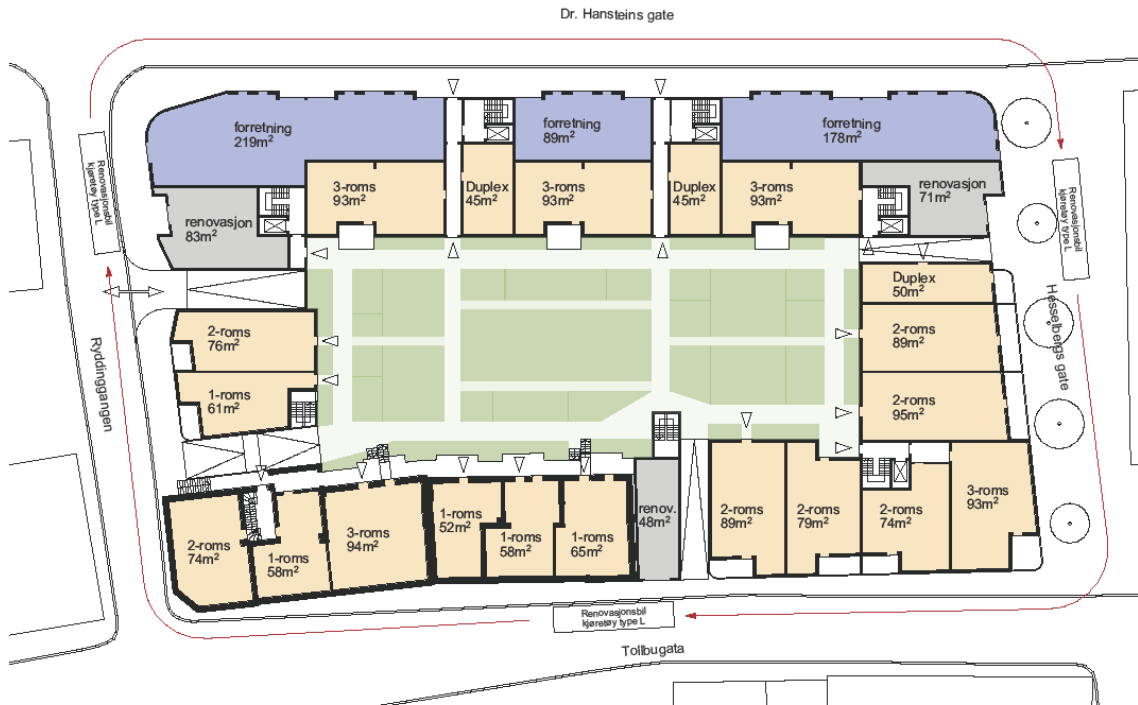 Dr. Hansteins gate
forretning
219m²
forretning
89m²
forretning
178m²
Renovasjonsbil
kjøretøy type L
3-roms
93m²
Duplex
45m²
3-roms
93m²
Duplex
45m²
3-roms
93m²
renovasjon
71m²
Renovasjonsbil
kjøretøy type L
renovasjon
83m²
Duplex
50m²
2-roms
76m²
2-roms
89m²
Hesselbergs gate
Ryddinggangen
1-roms
61m²
2-roms
95m²
2-roms
74m²
1-roms
58m²
3-roms
94m²
1-roms
52m²
1-roms
58m²
1-roms
65m²
renov.
48m²
2-roms
89m²
2-roms
79m²
2-roms
74m²
3-roms
93m²
Renovasjonsbil
kjøretøy type L
Tollbugata